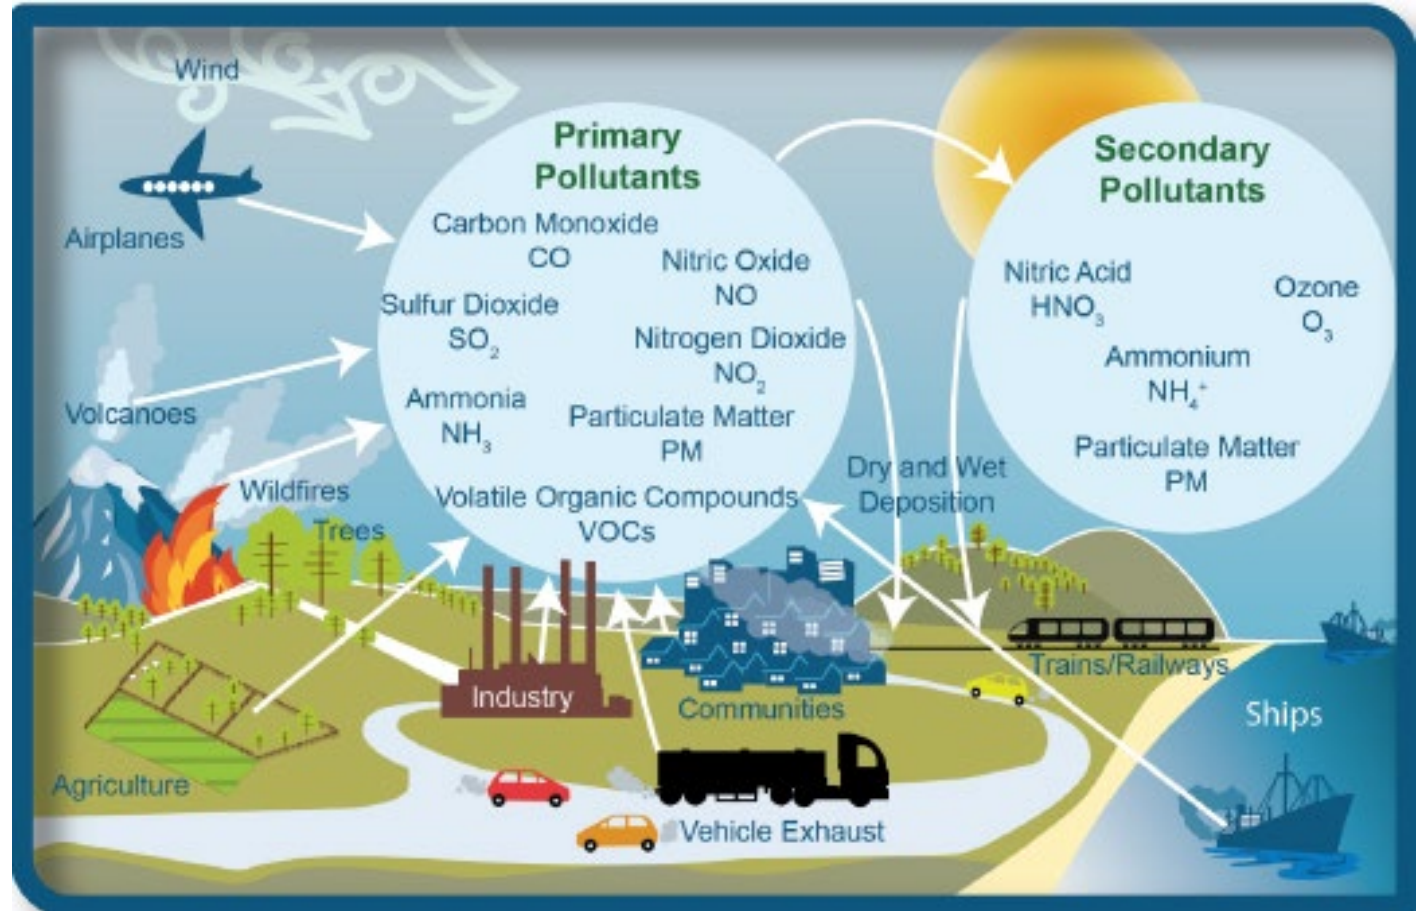 Wind
Airplanes
Volcanoes
Wildfires
Trees
Agriculture
Primary
Pollutants
Carbon Monoxide
CO
Nitric Oxide
NO
Sulfur Dioxide
SO₂
Nitrogen Dioxide
NO₂
Ammonia
NH₃
Particulate Matter
PM
Volatile Organic Compounds
VOCs
Secondary
Pollutants
Nitric Acid
HNO₃
Ozone
O₃
Ammonium
NH₄⁺
Particulate Matter
PM
Dry and Wet
Deposition
Industry
Communities
Trains/Railways
Ships
Vehicle Exhaust